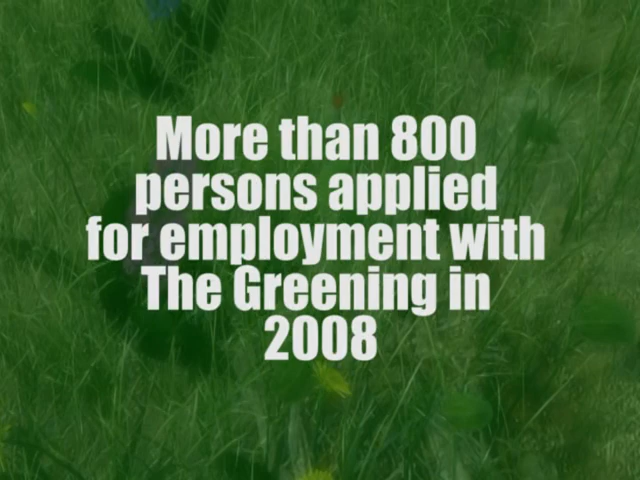 More than 800
persons applied
for employment with
The Greening in
2008